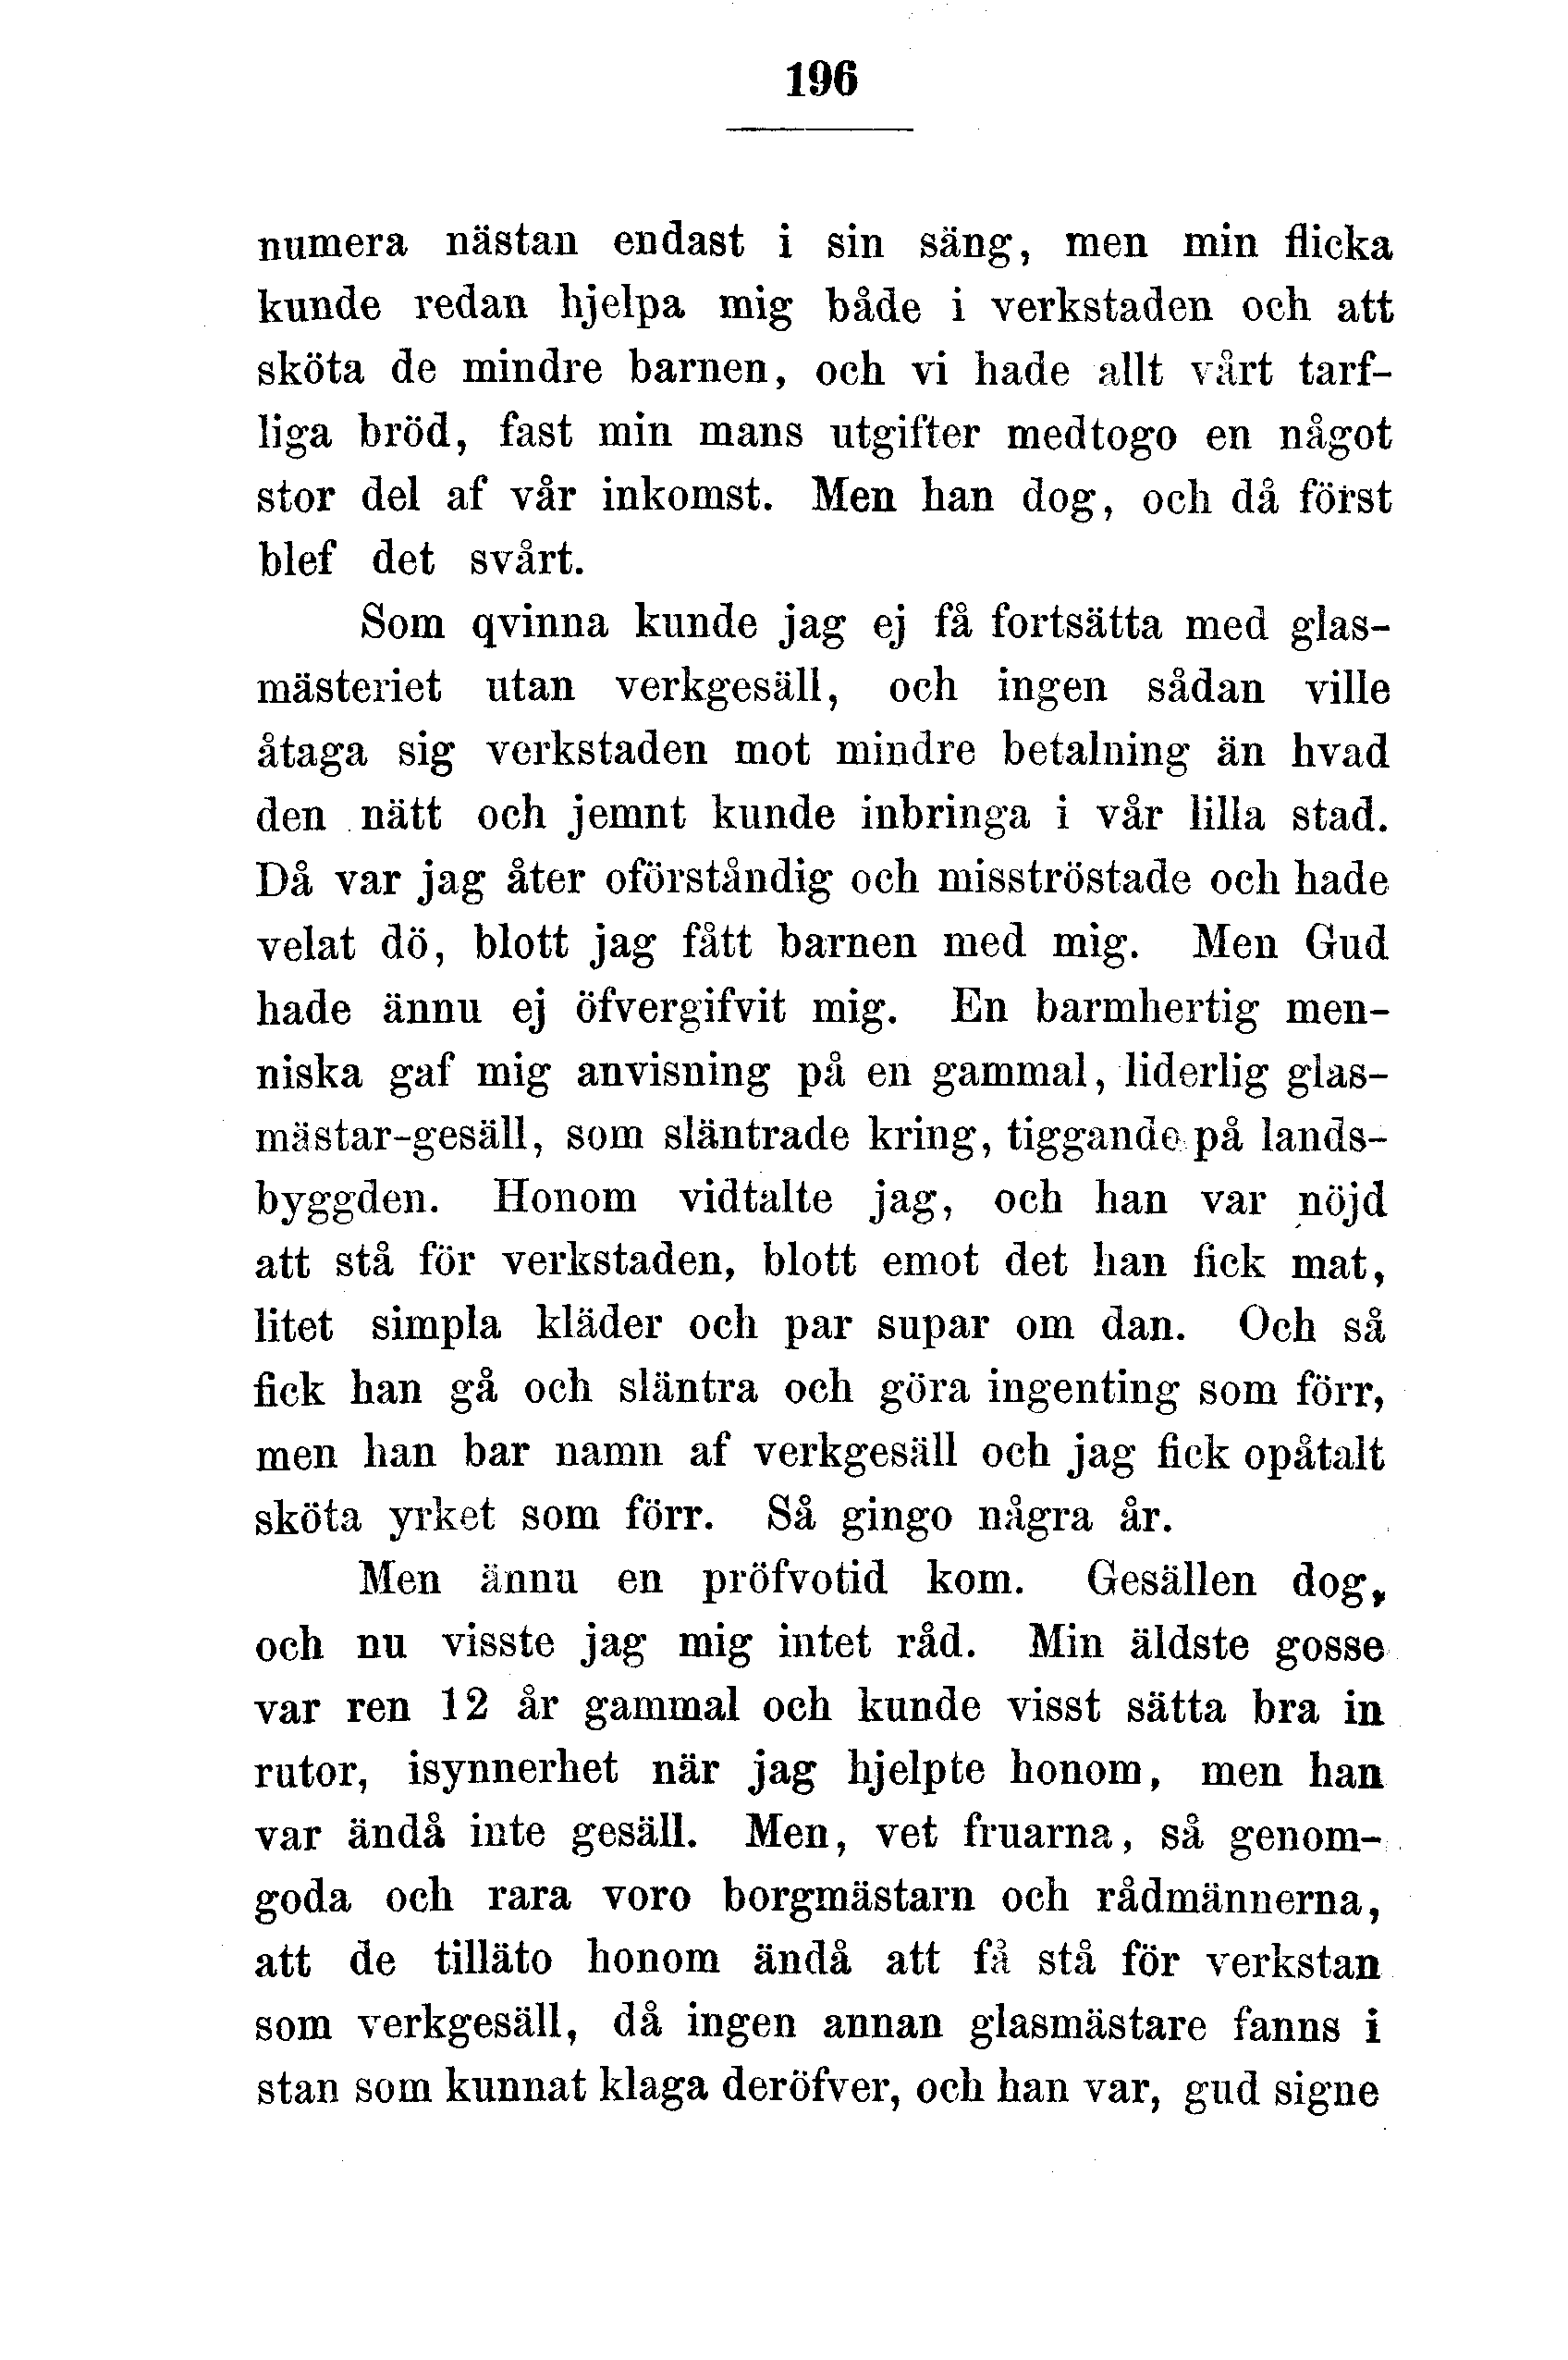 196
numera nästan endast i sin säng, men min flicka
kunde redan hjelpa mig både i verkstaden och att
sköta de mindre barnen, och vi hade allt vårt tarf-
liga bröd, fast min mans utgifter medtogo en något
stor del af vår inkomst. Men han dog, och då först
blef det svårt.
Som qvinna kunde jag ej få fortsätta med glas-
mästeriet utan verkgesäll, och ingen sådan ville
åtaga sig verkstaden mot mindre betalning än hvad
den nätt och jemnt kunde inbringa i vår lilla stad.
Då var jag åter oförståndig och misströstade och hade
velat dö, blott jag fått barnen med mig. Men Gud
hade ännu ej öfvergifvit mig. En barmhertig men-
niska gaf mig anvisning på en gammal, liderlig glas-
mästar-gesäll, som släntrade kring, tiggande på lands-
byggden. Honom vidtalte jag, och han var nöjd
att stå för verkstaden, blott emot det han fick mat,
litet simpla kläder och par supar om dan. Och så
fick han gå och släntra och göra ingenting som förr,
men han bar namn af verkgesäll och jag fick opåtalt
sköta yrket som förr. Så gingo några år.
Men ännu en pröfvotid kom. Gesällen dog,
och nu visste jag mig intet råd. Min äldste gosse
var ren 12 år gammal och kunde visst sätta bra in
rutor, isynnerhet när jag hjelpte honom, men han
var ändå inte gesäll. Men, vet fruarna, så genom-
goda och rara voro borgmästarn och rådmännerna,
att de tilläto honom ändå att få stå för verkstan
som verkgesäll, då ingen annan glasmästare fanns i
stan som kunnat klaga deröfver, och han var, gud signe